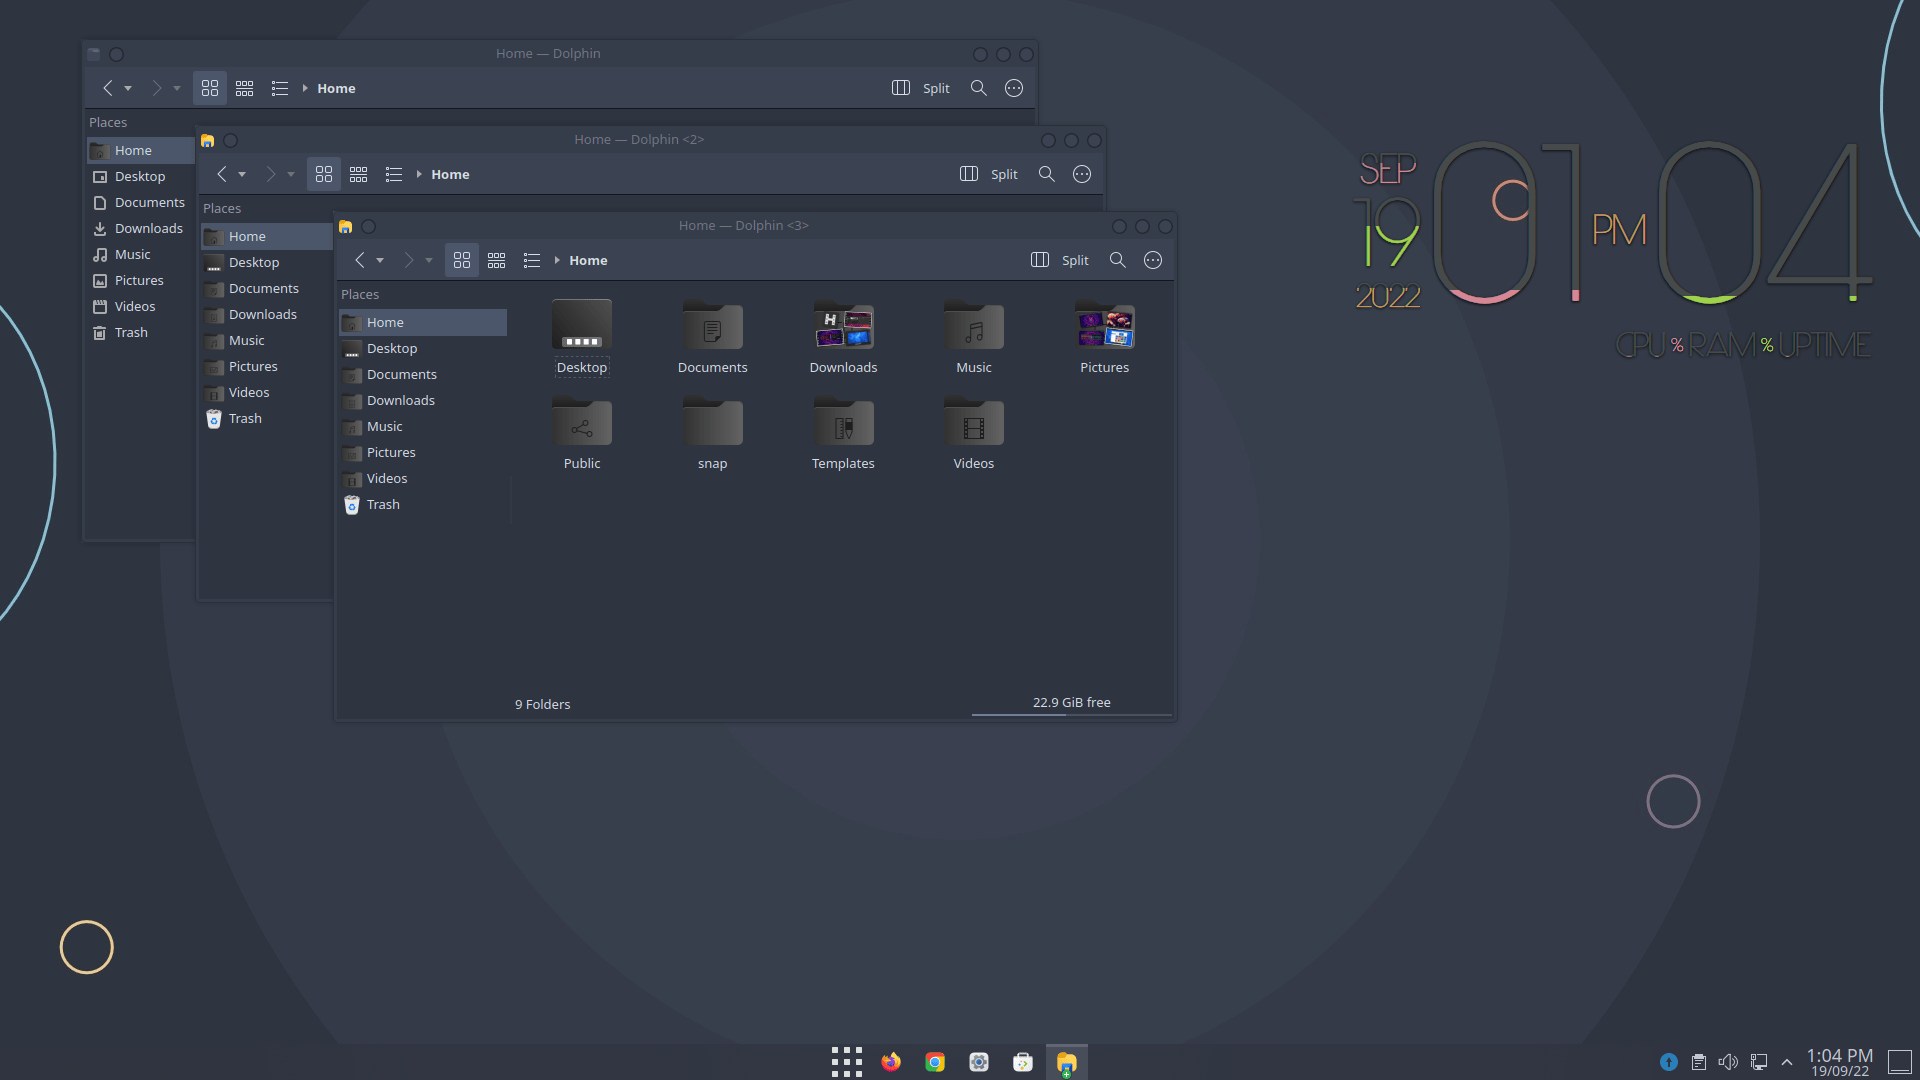 Home — Dolphin
Home
Split
Places
Home
Desktop
Documents
Downloads
Music
Pictures
Videos
Trash
Home — Dolphin <2>
Home
Split
Places
Home
Desktop
Documents
Downloads
Music
Pictures
Videos
Trash
Home — Dolphin <3>
Home
Split
Places
Home
Desktop
Documents
Downloads
Music
Pictures
Videos
Trash
Desktop
Documents
Downloads
Music
Pictures
Public
snap
Templates
Videos
9 Folders
22.9 GiB free
SEP
19
2022
01 PM 04
CPU % RAM % UPTIME
1:04 PM
19/09/22